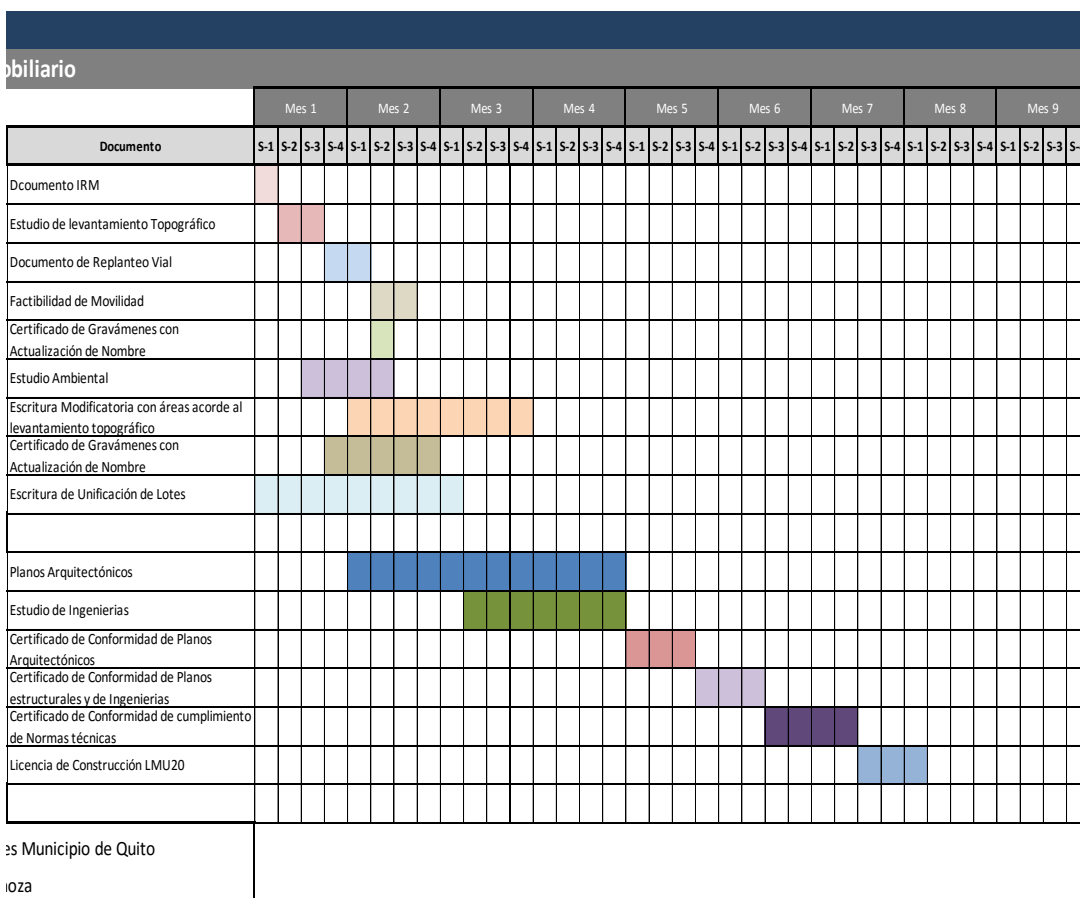 obiliario
Mes 1 Mes 2 Mes 3 Mes 4 Mes 5 Mes 6 Mes 7 Mes 8 Mes 9
Documento S-1 S-2 S-3 S-4 S-1 S-2 S-3 S-4 S-1 S-2 S-3 S-4 S-1 S-2 S-3 S-4 S-1 S-2 S-3 S-4 S-1 S-2 S-3 S-4 S-1 S-2 S-3 S-4 S-1 S-2 S-3 S-4 S-1 S-2 S-3 S-4
Dcoumento IRM
Estudio de levantamiento Topográfico
Documento de Replanteo Vial
Factibilidad de Movilidad
Certificado de Gravámenes con
Actualización de Nombre
Estudio Ambiental
Escritura Modificatoria con áreas acorde al
levantamiento topográfico
Certificado de Gravámenes con
Actualización de Nombre
Escritura de Unificación de Lotes
Planos Arquitectónicos
Estudio de Ingenierias
Certificado de Conformidad de Planos
Arquitectónicos
Certificado de Conformidad de Planos
estructurales y de Ingenierias
Certificado de Conformidad de cumplimiento
de Normas técnicas
Licencia de Construcción LMU20
es Municipio de Quito
oza